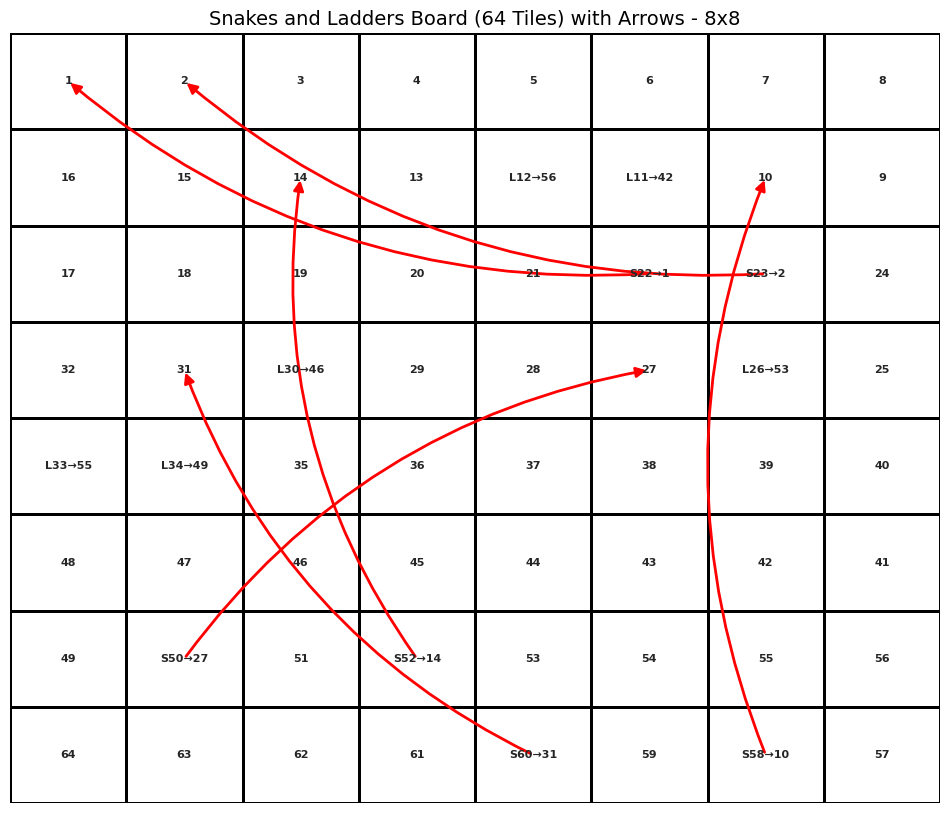 Snakes and Ladders Board (64 Tiles) with Arrows - 8x8
1 2 3 4 5 6 7 8
16 15 14 13 L12→56 L11→42 10 9
17 18 19 20 21 S22→1 S23→2 24
32 31 L30→46 29 28 27 L26→53 25
L33→55 L34→49 35 36 37 38 39 40
48 47 46 45 44 43 42 41
49 S50→27 51 S52→14 53 54 55 56
64 63 62 61 S60→31 59 S58→10 57